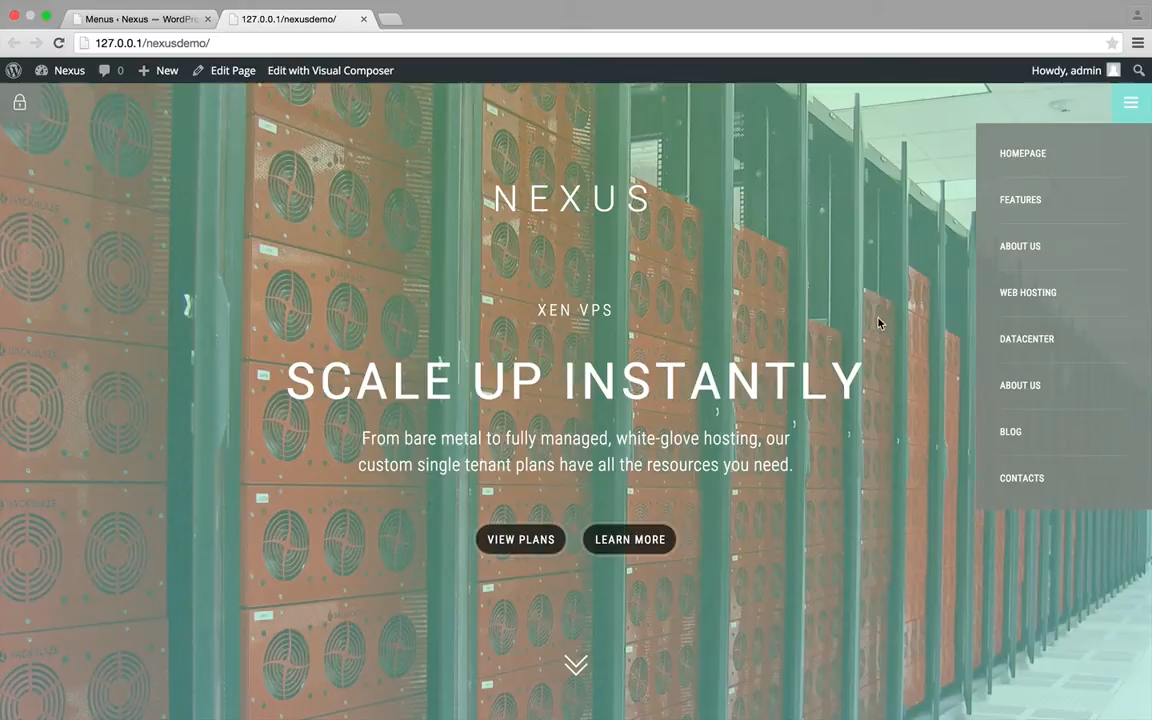 Menus ‹ Nexus — WordPre
127.0.0.1/nexusdemo/
127.0.0.1/nexusdemo/
Nexus
0
New
Edit Page
Edit with Visual Composer
Howdy, admin
HOMEPAGE
FEATURES
ABOUT US
WEB HOSTING
DATACENTER
ABOUT US
BLOG
CONTACTS
NEXUS
XEN VPS
SCALE UP INSTANTLY
From bare metal to fully managed, white-glove hosting, our
custom single tenant plans have all the resources you need.
VIEW PLANS
LEARN MORE